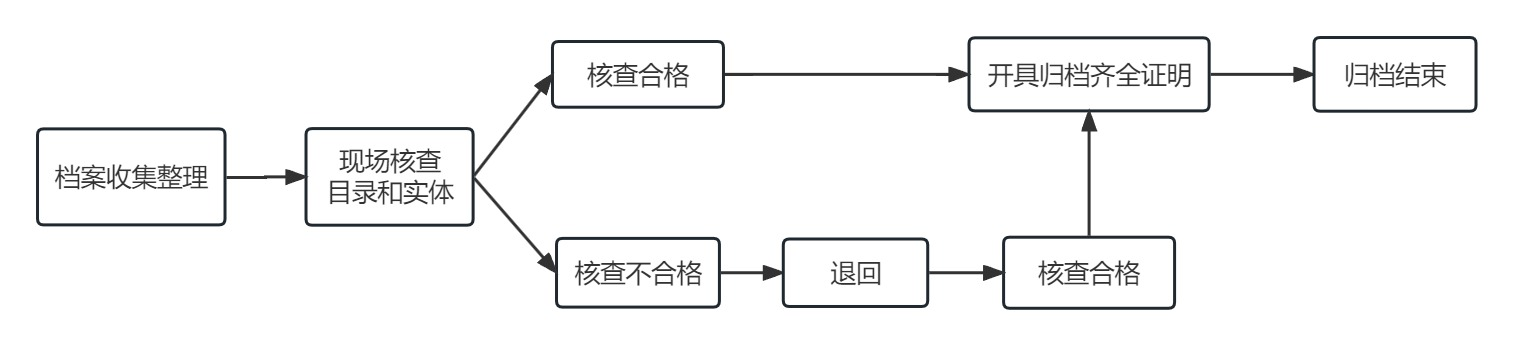 档案收集整理
现场核查
目录和实体
核查合格
开具归档齐全证明
归档结束
核查不合格
退回
核查合格